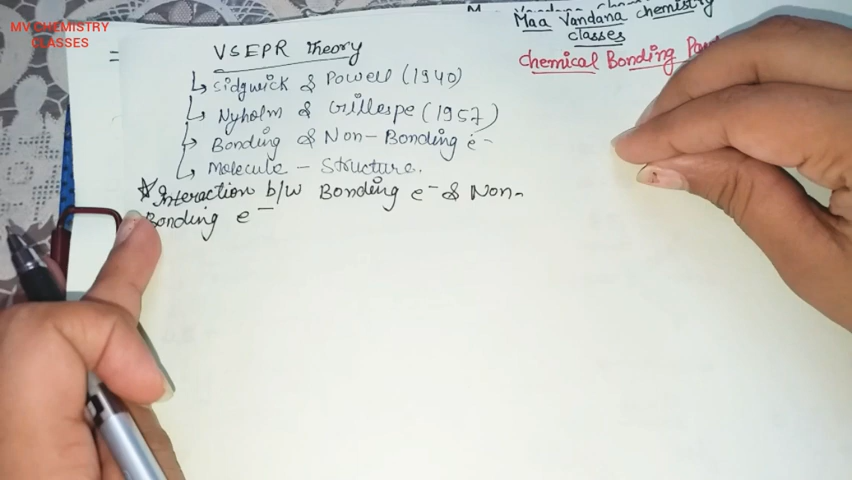 MV CHEMISTRY
CLASSES
Maa Vandana chemistry
classes
Chemical Bonding
VSEPR Theory
Sidgwick & Powell (1940)
Nyholm & Gillespe (1957)
Bonding & Non-Bonding e-
Molecule - Structure.
Interaction b/w Bonding e- & Non-
Bonding e-